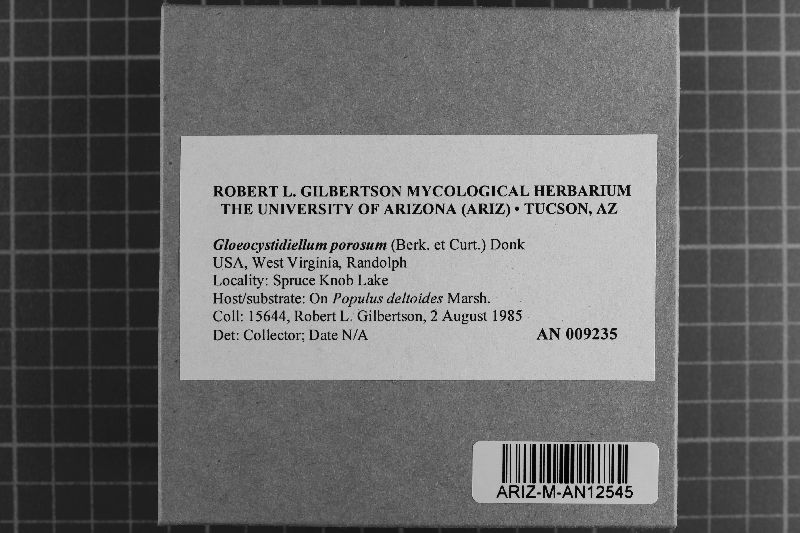 ROBERT L. GILBERTSON MYCOLOGICAL HERBARIUM
THE UNIVERSITY OF ARIZONA (ARIZ) • TUCSON, AZ
Gloeocystidiellum porosum (Berk. et Curt.) Donk
USA, West Virginia, Randolph
Locality: Spruce Knob Lake
Host/substrate: On Populus deltoides Marsh.
Coll: 15644, Robert L. Gilbertson, 2 August 1985
Det: Collector; Date N/A AN 009235
ARIZ-M-AN12545